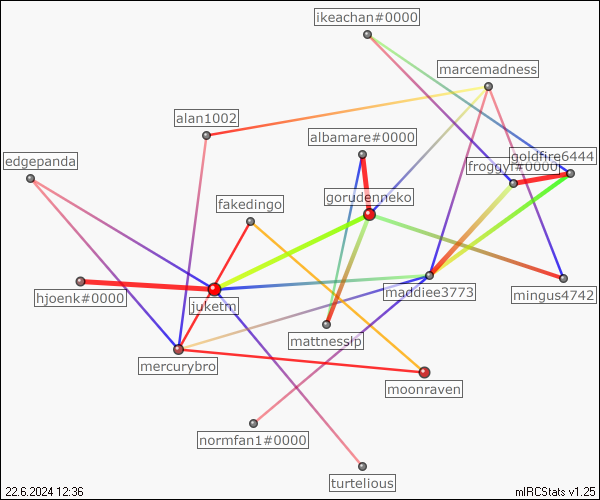 ikeachan#0000
marcemadness
alan1002
albamare#0000
goldfire6444
edgepanda
froggyf#0000
gorudenneko
fakedingo
hjoenk#0000
juketn
maddiee3773
mingus4742
mattnesslp
mercurybro
moonraven
normfan1#0000
turtelious
22.6.2024 12:36
mIRCStats v1.25